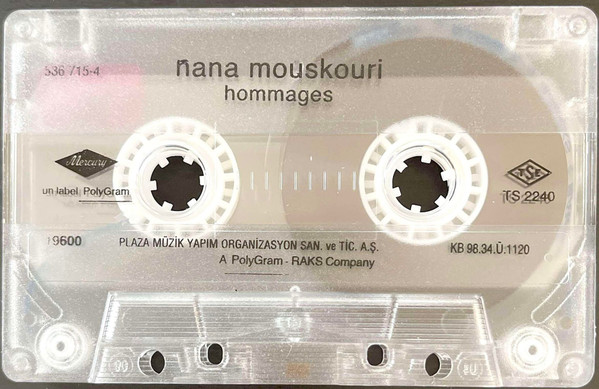 nana mouskouri
536 715-4
hommages
Mercury
TSE
un label PolyGram
TS 2240
19600
PLAZA MÜZİK YAPIM ORGANİZASYON SAN. ve TİC. A.Ş.
KB 98.34.Ü.1120
A PolyGram - RAKS Company